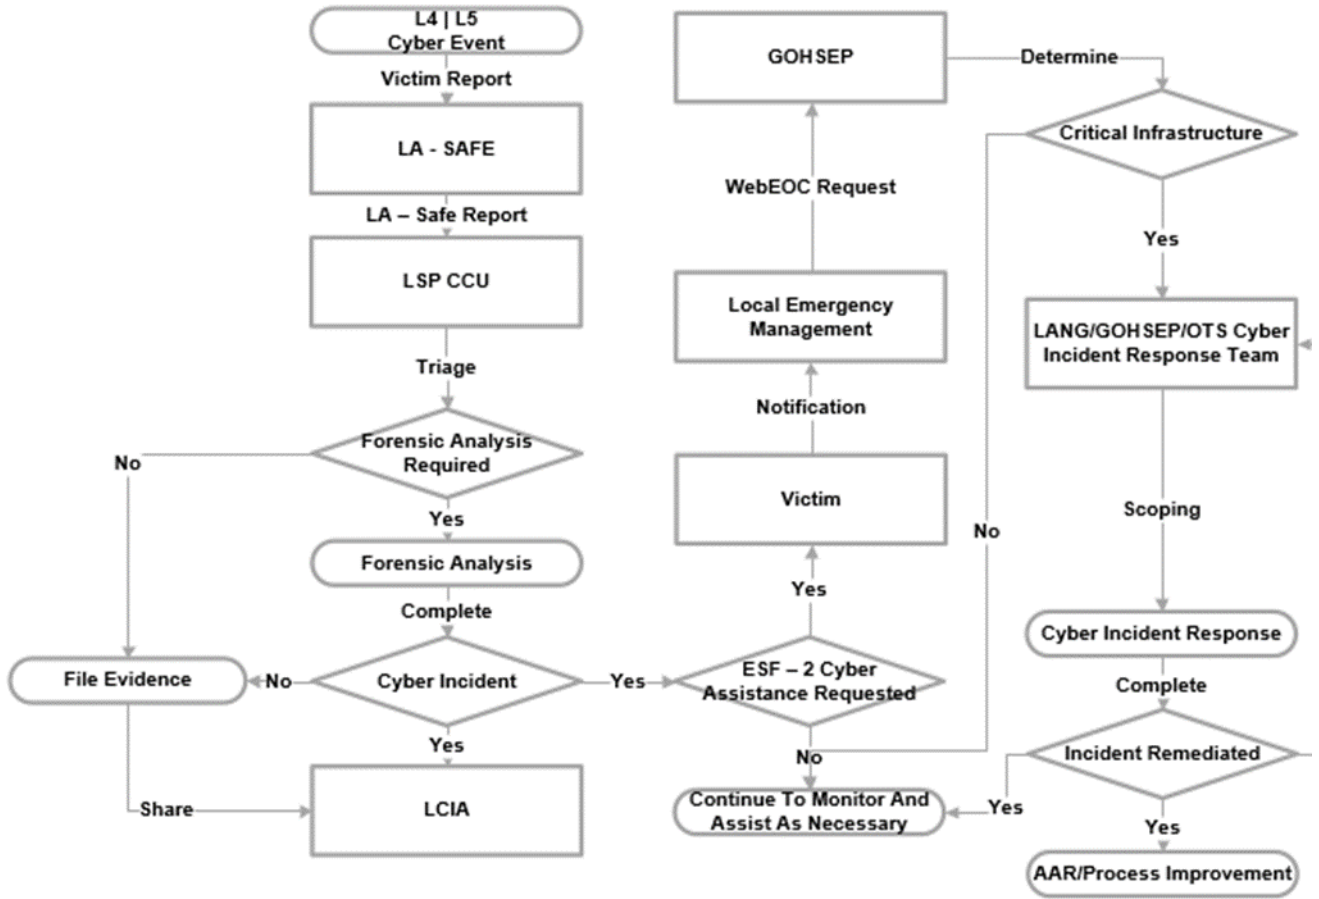 L4 | L5
Cyber Event
Victim Report
LA - SAFE
LA – Safe Report
LSP CCU
Triage
Forensic Analysis
Required
No
Yes
Forensic Analysis
Complete
File Evidence
No
Cyber Incident
Yes
Yes
LCIA
Share
ESF – 2 Cyber
Assistance Requested
Yes
Victim
Notification
Local Emergency
Management
WebEOC Request
GOHSEP
Determine
Critical Infrastructure
No
Yes
LANG/GOHSEP/OTS Cyber
Incident Response Team
Scoping
Cyber Incident Response
Complete
Incident Remediated
No
Continue To Monitor And
Assist As Necessary
Yes
Yes
AAR/Process Improvement